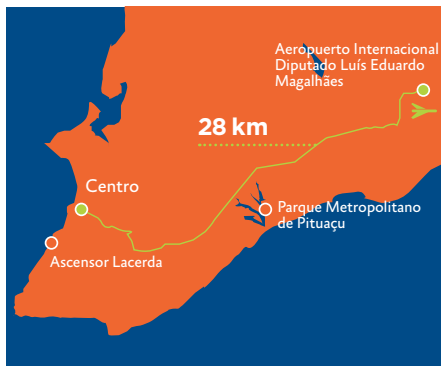 Aeropuerto Internacional
Diputado Luís Eduardo
Magalhães
28 km
Centro
Parque Metropolitano
de Pituaçu
Ascensor Lacerda